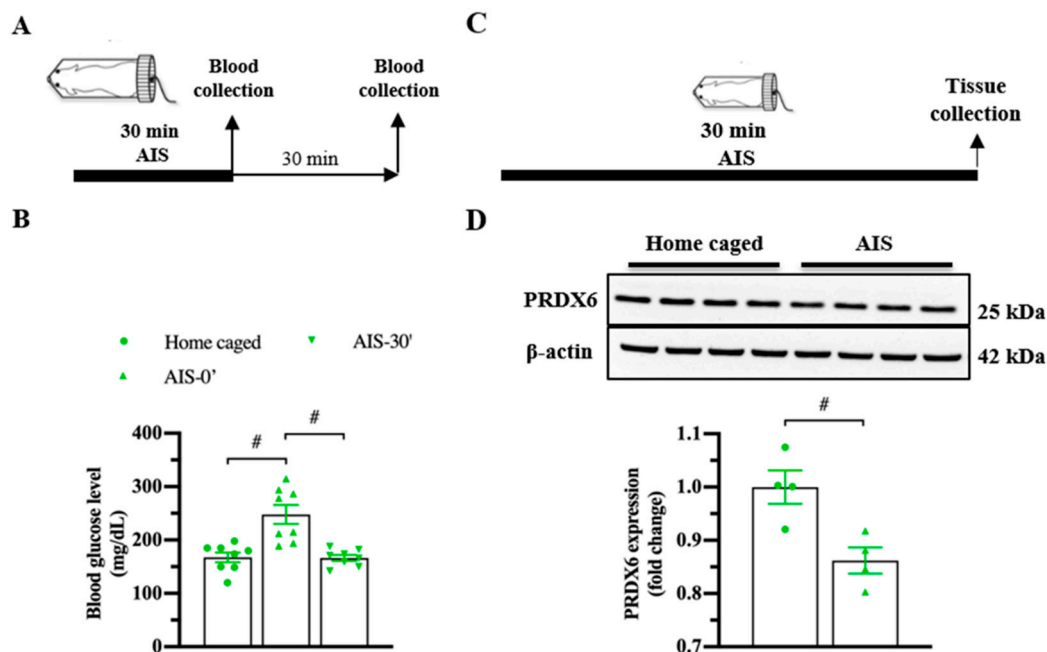 A
Blood
collection
Blood
collection
30 min
AIS
30 min
C
30 min
AIS
Tissue
collection
B
Home caged
AIS-30'
AIS-0’
#
#
Blood glucose level
(mg/dL)
400
300
200
100
0
D
Home caged
AIS
PRDX6
25 kDa
β-actin
42 kDa
#
PRDX6 expression
(fold change)
1.1
1.0
0.9
0.8
0.7